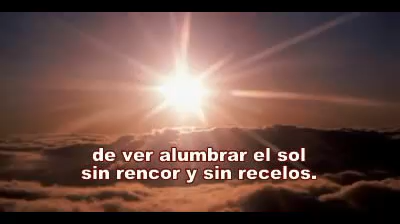 de ver alumbrar el sol
sin rencor y sin recelos.